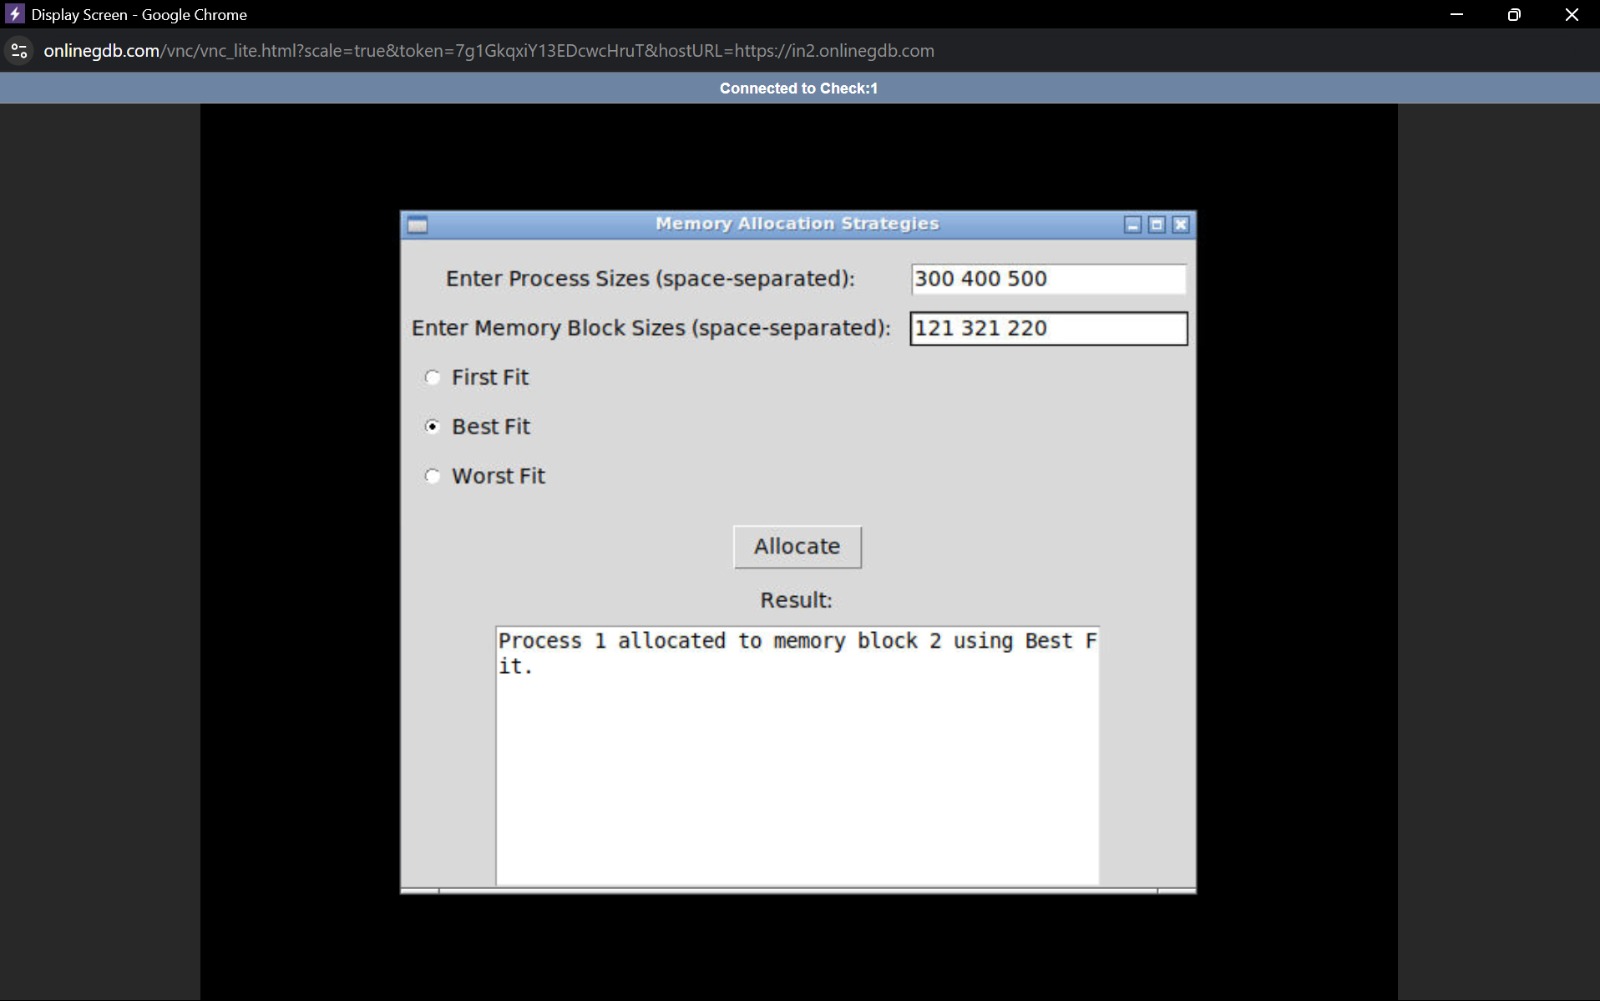 Display Screen - Google Chrome
onlinegdb.com/vnc/vnc_lite.html?scale=true&token=7g1GkqxiY13EDcwcHruT&hostURL=https://in2.onlinegdb.com
Connected to Check:1
Memory Allocation Strategies
Enter Process Sizes (space-separated): 300 400 500
Enter Memory Block Sizes (space-separated): 121 321 220
First Fit
Best Fit
Worst Fit
Allocate
Result:
Process 1 allocated to memory block 2 using Best F
it.